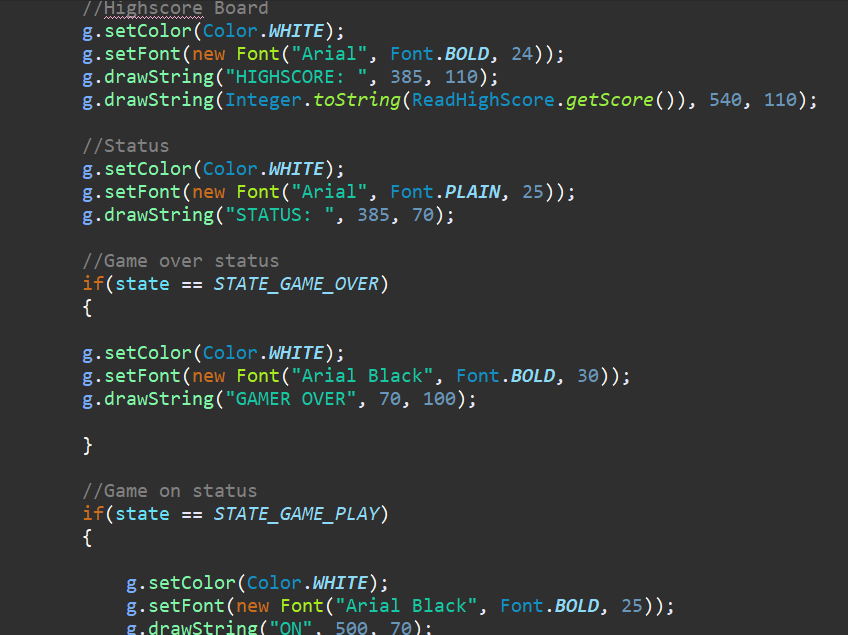 //Highscore Board
g.setColor(Color.WHITE);
g.setFont(new Font("Arial", Font.BOLD, 24));
g.drawString("HIGHSCORE: ", 385, 110);
g.drawString(Integer.toString(ReadHighScore.getScore()), 540, 110);
//Status
g.setColor(Color.WHITE);
g.setFont(new Font("Arial", Font.PLAIN, 25));
g.drawString("STATUS: ", 385, 70);
//Game over status
if(state == STATE_GAME_OVER)
{
g.setColor(Color.WHITE);
g.setFont(new Font("Arial Black", Font.BOLD, 30));
g.drawString("GAMER OVER", 70, 100);
}
//Game on status
if(state == STATE_GAME_PLAY)
{
g.setColor(Color.WHITE);
g.setFont(new Font("Arial Black", Font.BOLD, 25));
g.drawString("ON", 500, 70);